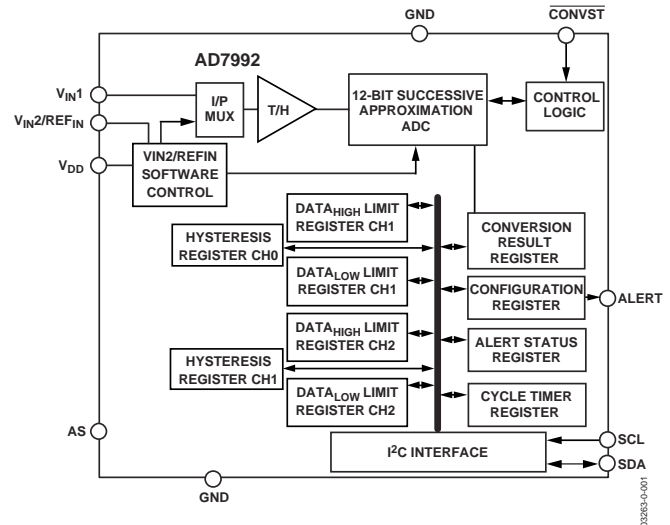 GND
CONVST
AD7992
VIN1
I/P
MUX
T/H
12-BIT SUCCESSIVE
APPROXIMATION
ADC
CONTROL
LOGIC
VIN2/REFIN
VDD
VIN2/REFIN
SOFTWARE
CONTROL
DATAHIGH LIMIT
REGISTER CH1
HYSTERESIS
REGISTER CH0
CONVERSION
RESULT
REGISTER
DATALOW LIMIT
REGISTER CH1
CONFIGURATION
REGISTER
ALERT
DATAHIGH LIMIT
REGISTER CH2
ALERT STATUS
REGISTER
HYSTERESIS
REGISTER CH1
DATALOW LIMIT
REGISTER CH2
CYCLE TIMER
REGISTER
AS
I2C INTERFACE
SCL
SDA
GND
03263-0-001